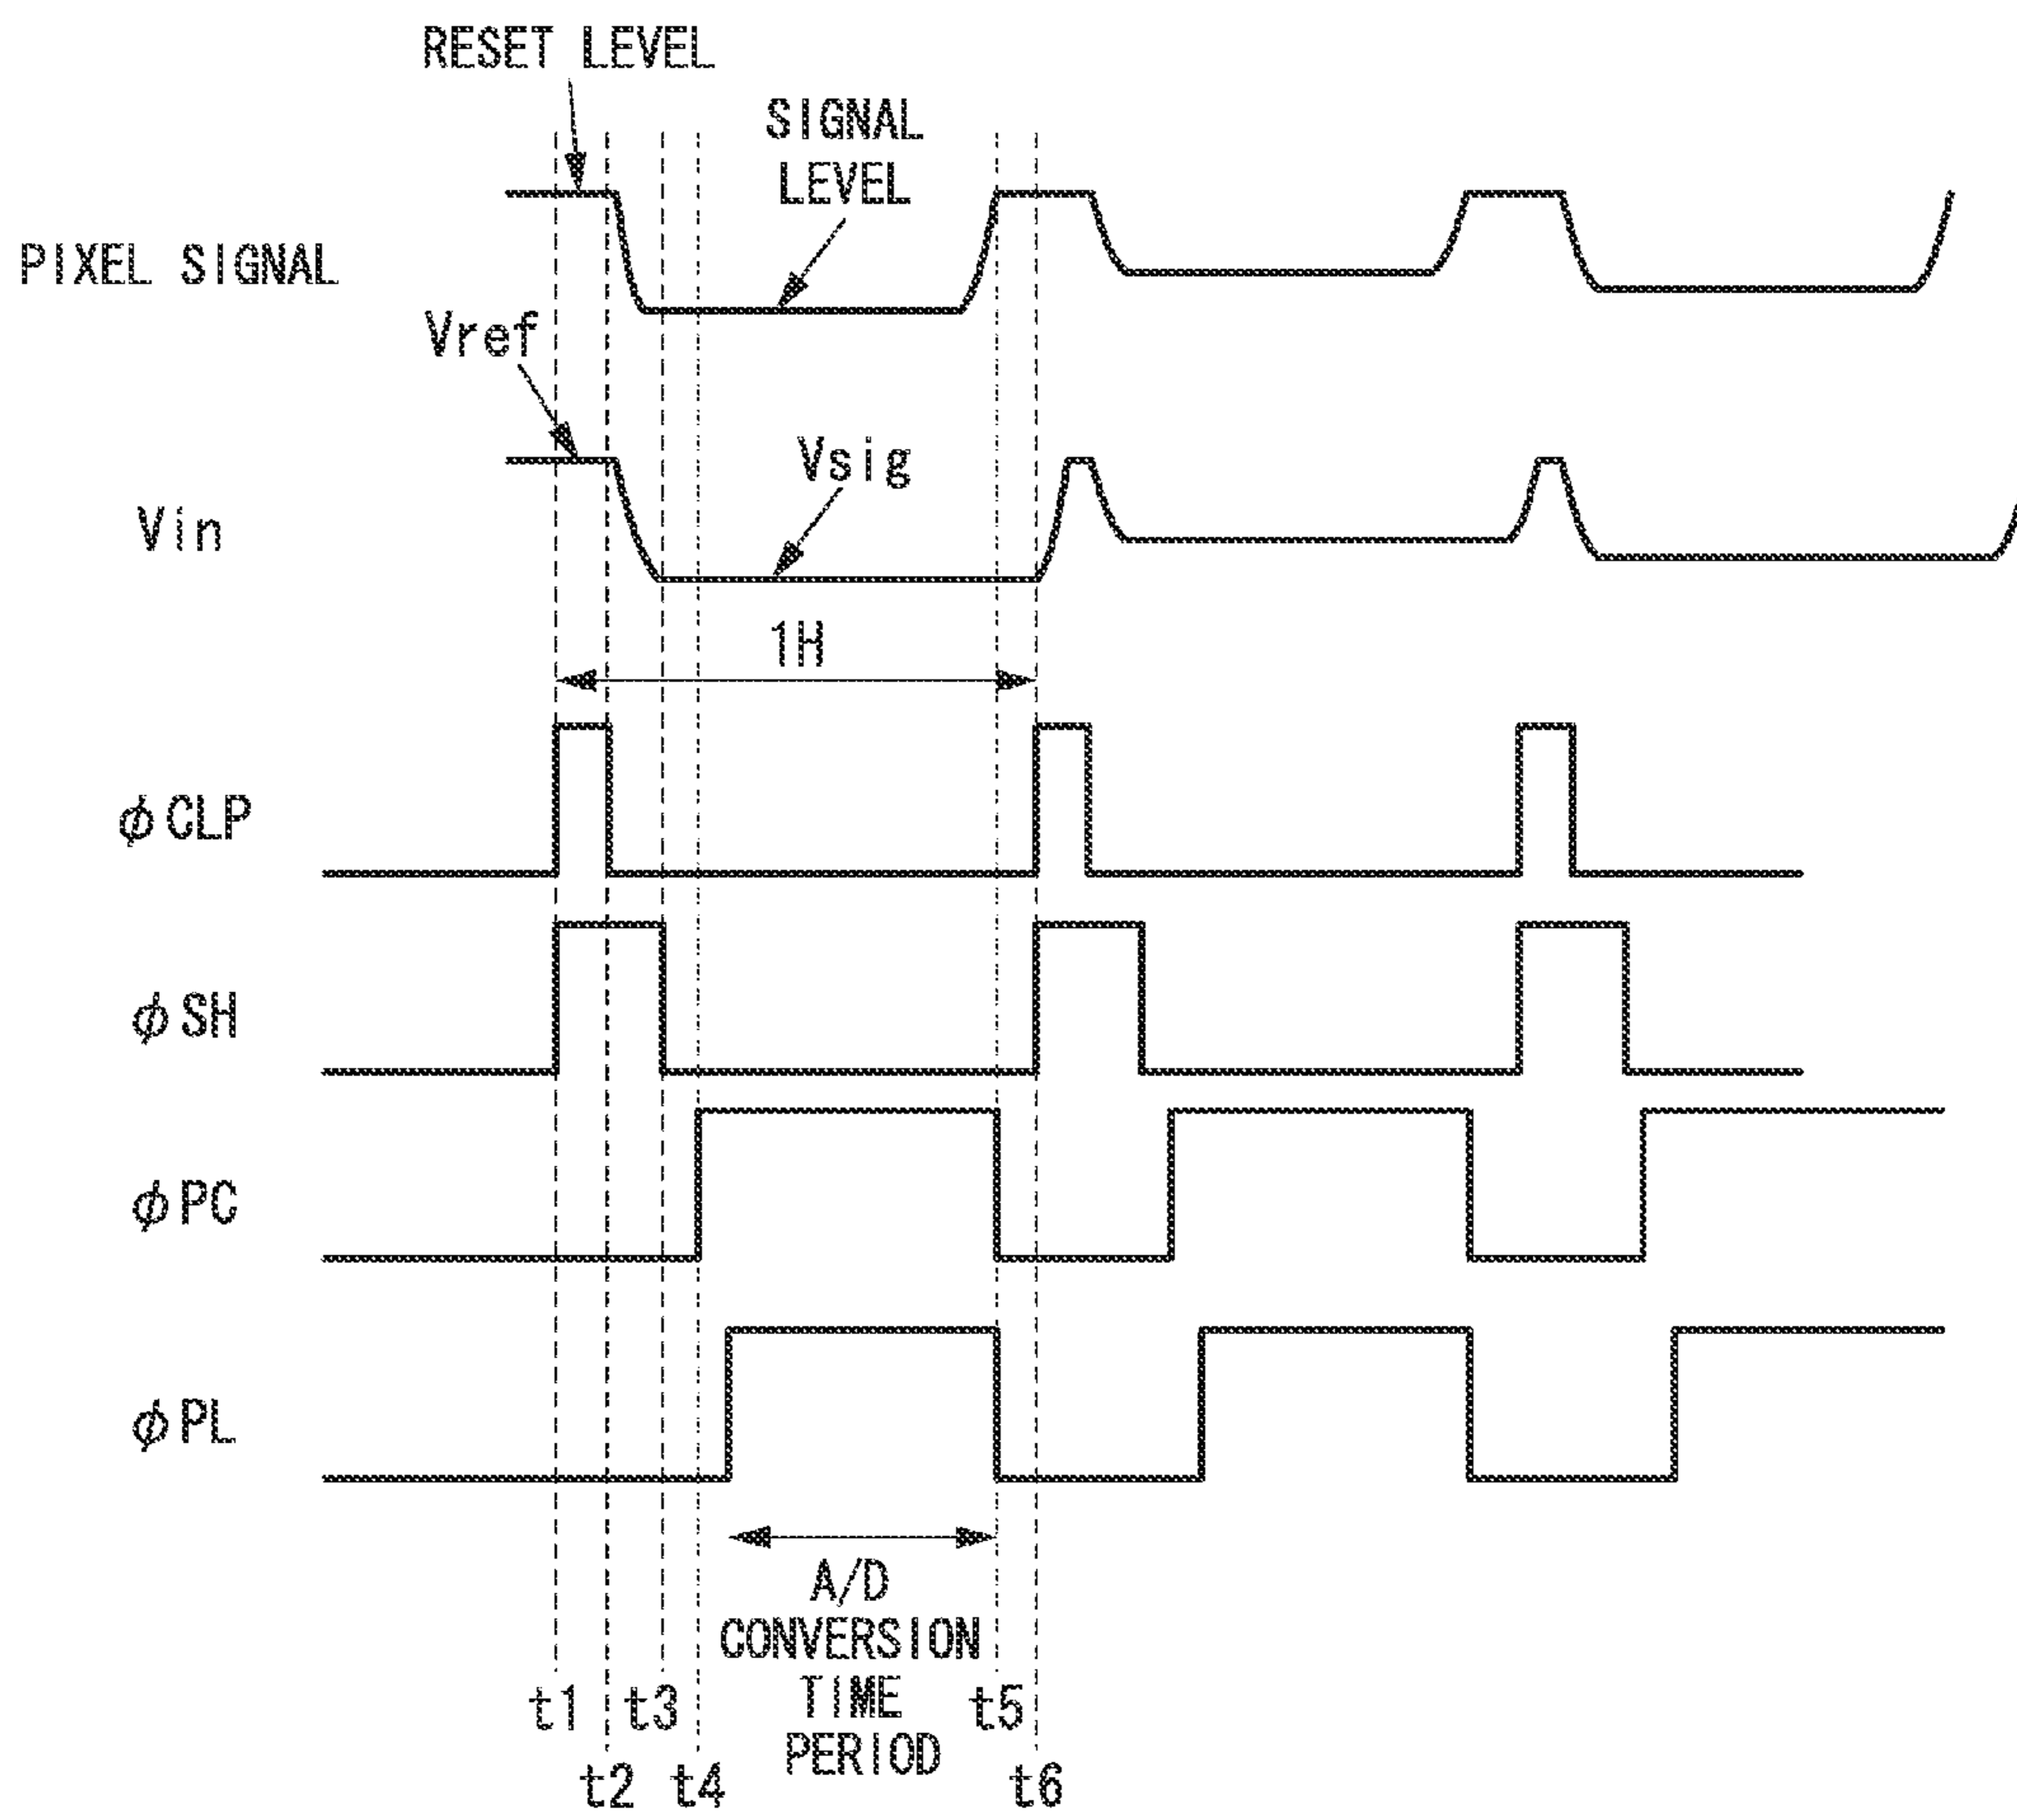 RESET LEVEL
SIGNAL
LEVEL
PIXEL SIGNAL
Vref
Vsig
Vin
1H
ϕCLP
ϕSH
ϕPC
ϕPL
A/D
CONVERSION
TIME
PERIOD
t1
t3
t5
t2
t4
t6